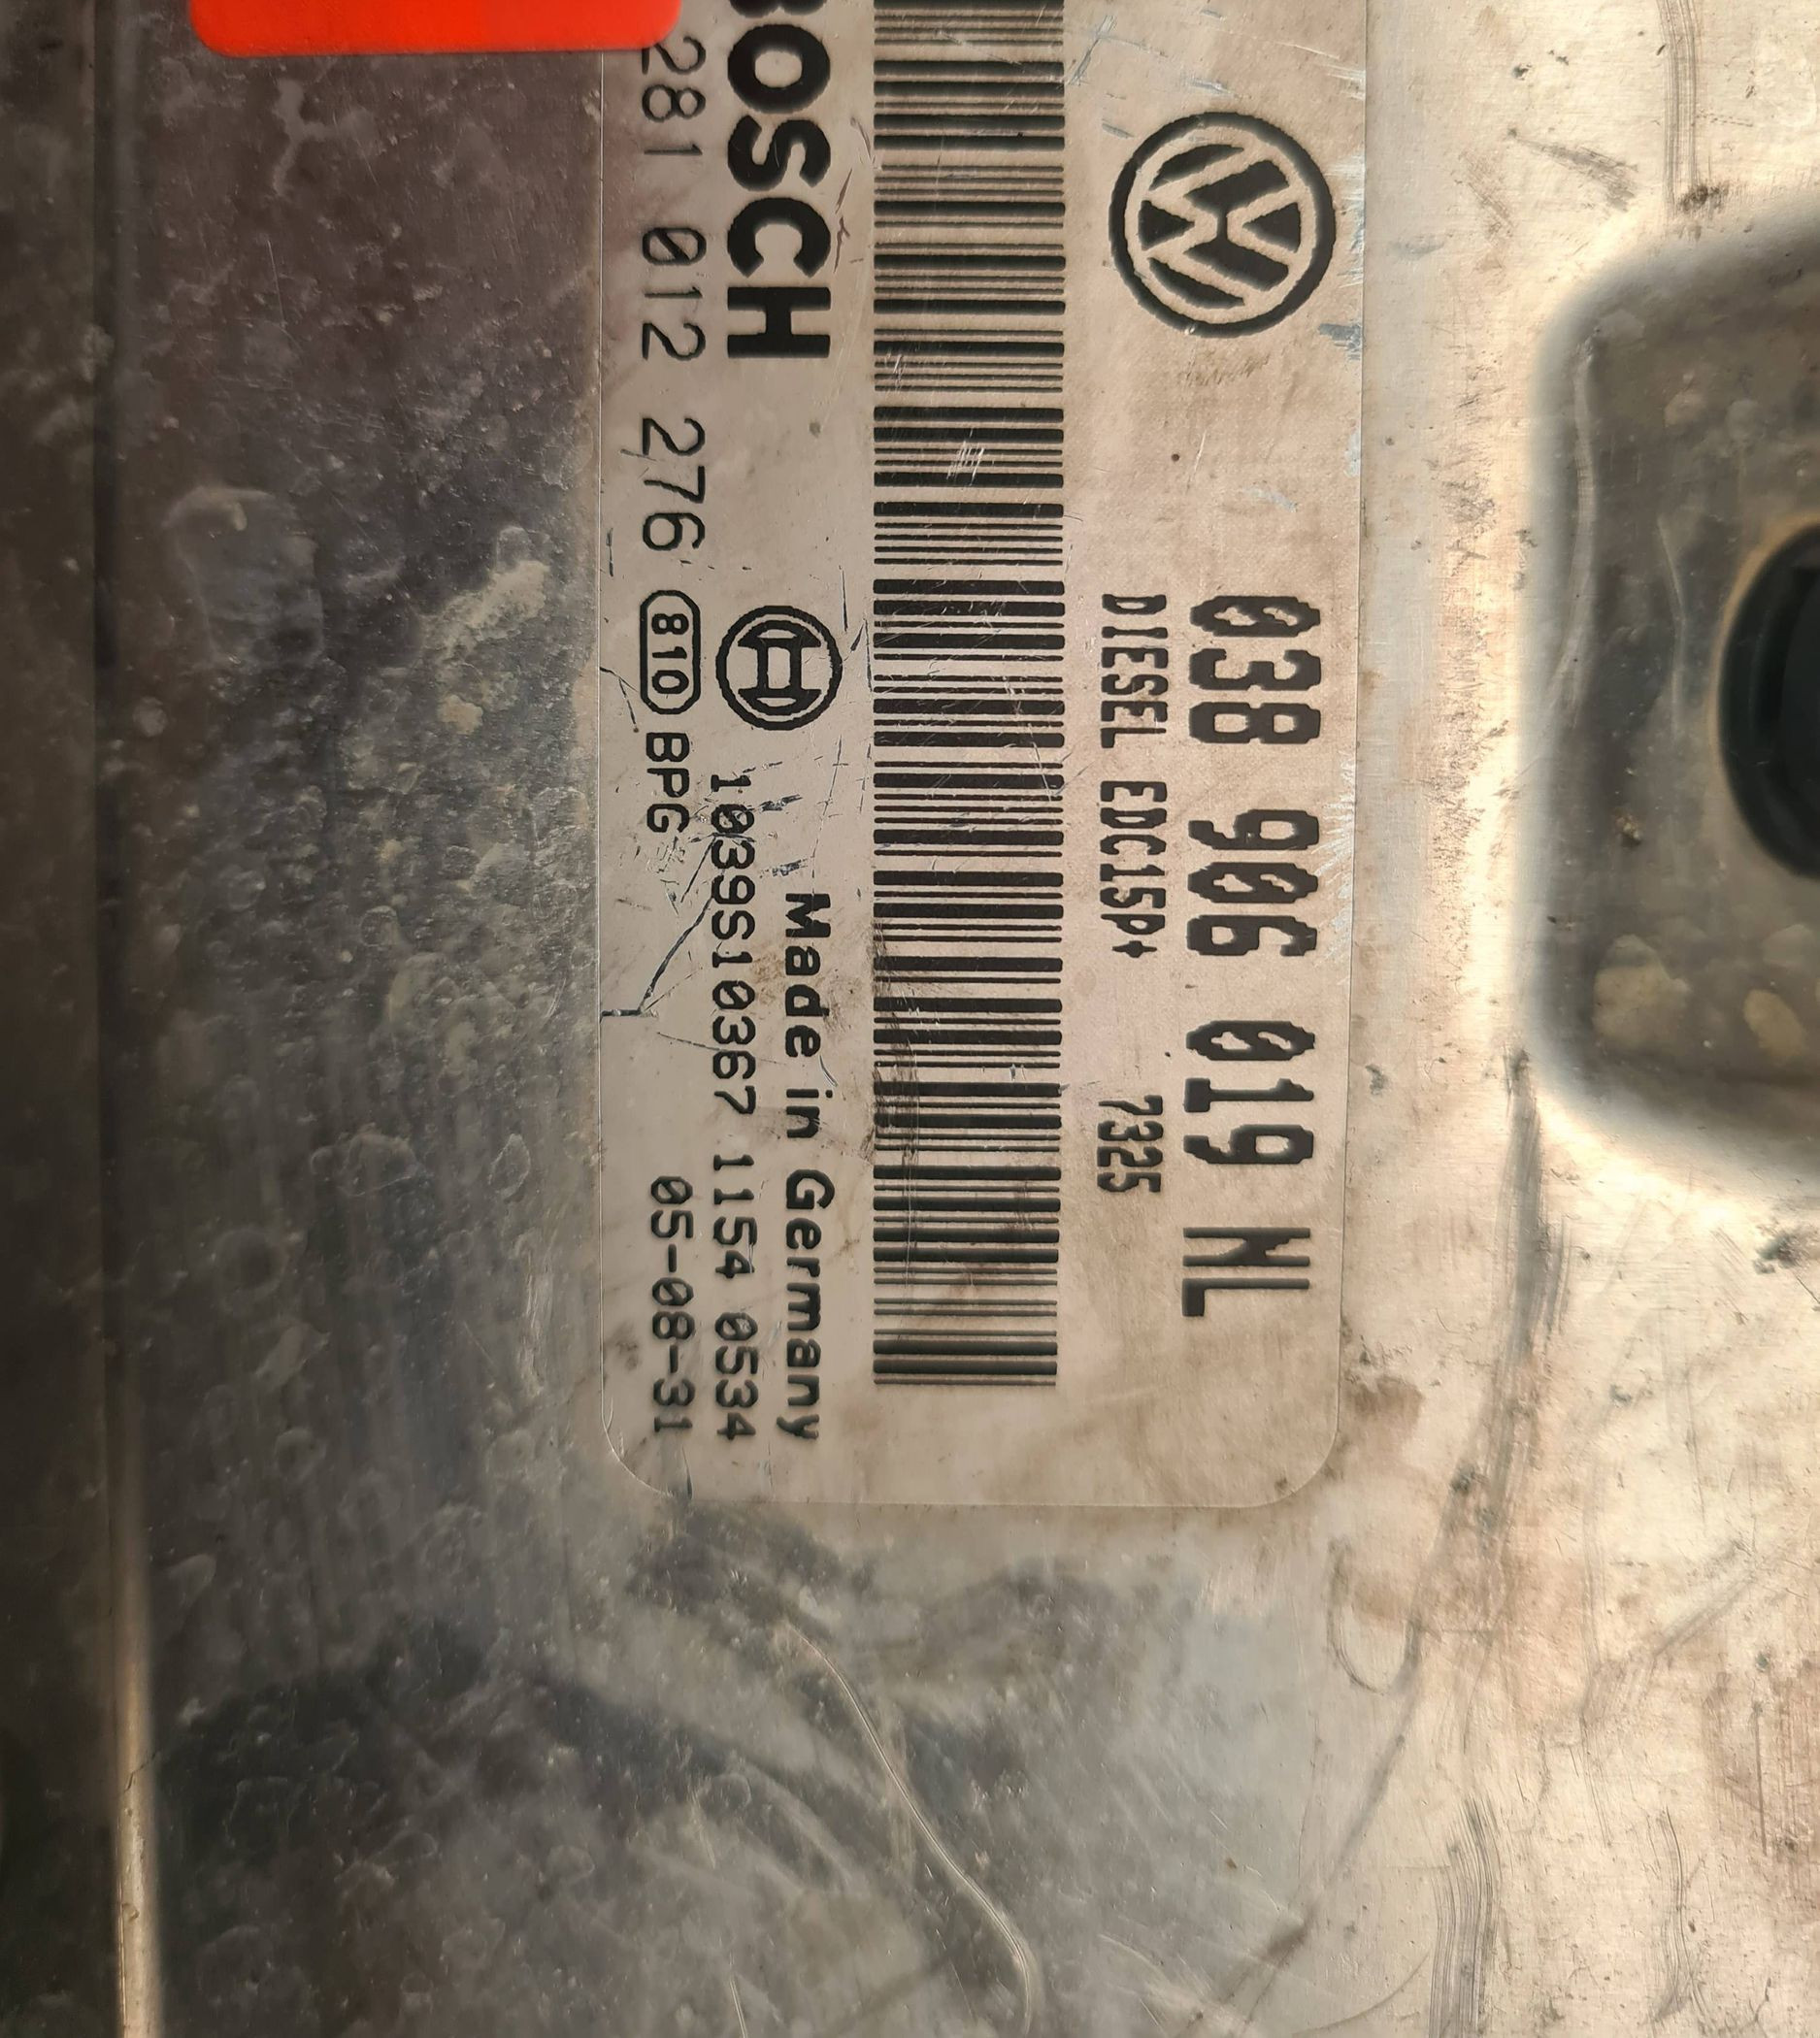 038 906 019 NL
DIESEL EDC15P+ 7325
BOSCH
Made in Germany
281 012 276 810 BPG
1039S10367 1154 0534
05-08-31